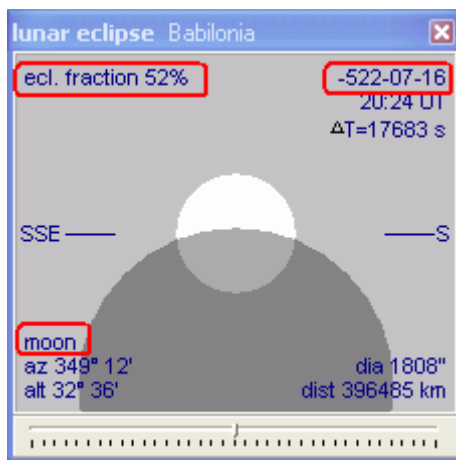 lunar eclipse Babilonia
ecl. fraction 52%
-522-07-16
20:24 UT
ΔT=17683 s
SSE
S
moon
az 349° 12'
alt 32° 36'
dia 1808"
dist 396485 km